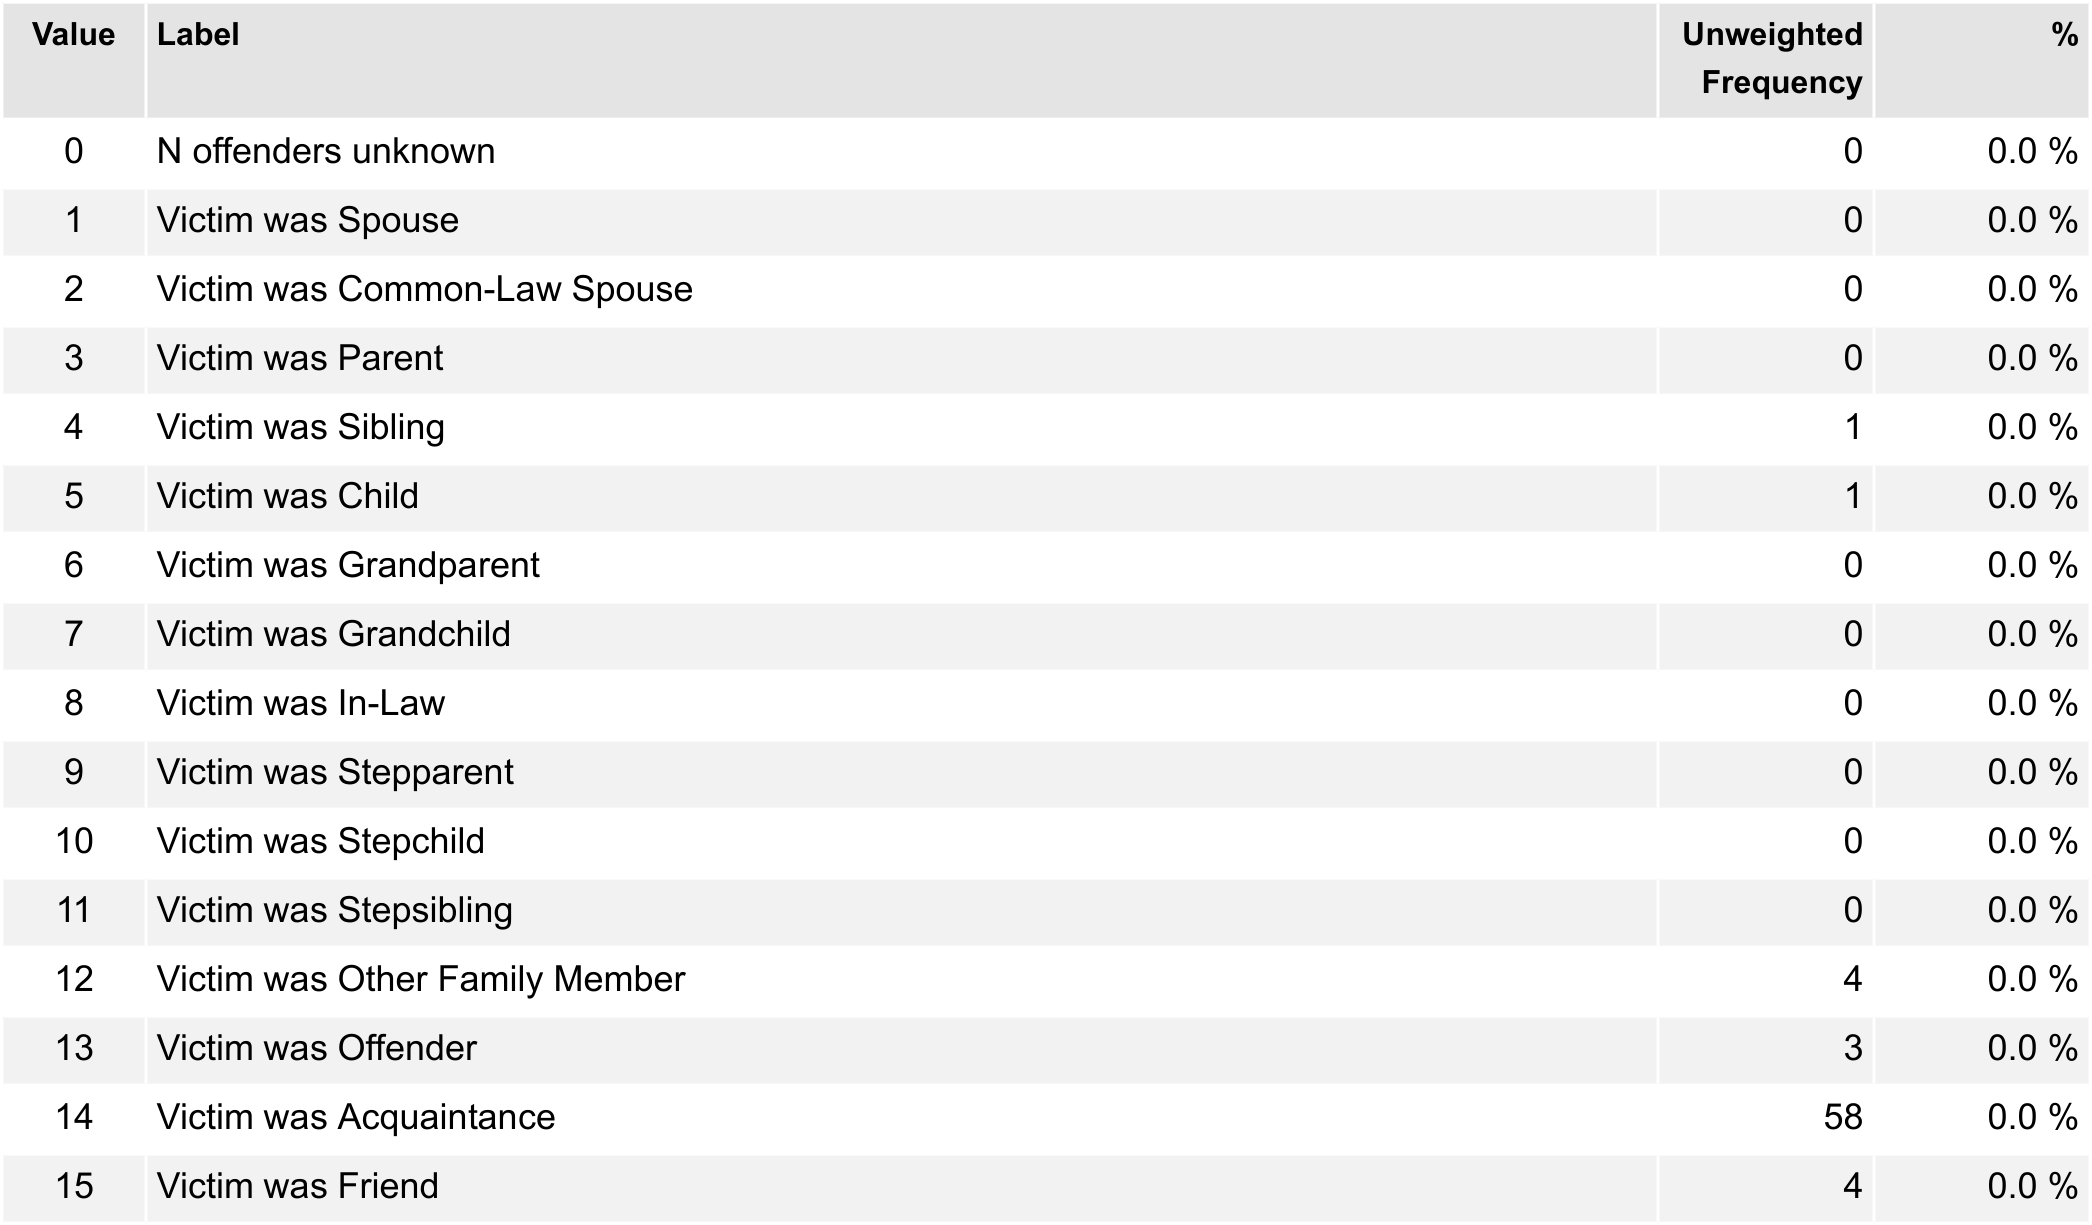 Value Label Unweighted Frequency %
0 N offenders unknown 0 0.0 %
1 Victim was Spouse 0 0.0 %
2 Victim was Common-Law Spouse 0 0.0 %
3 Victim was Parent 0 0.0 %
4 Victim was Sibling 1 0.0 %
5 Victim was Child 1 0.0 %
6 Victim was Grandparent 0 0.0 %
7 Victim was Grandchild 0 0.0 %
8 Victim was In-Law 0 0.0 %
9 Victim was Stepparent 0 0.0 %
10 Victim was Stepchild 0 0.0 %
11 Victim was Stepsibling 0 0.0 %
12 Victim was Other Family Member 4 0.0 %
13 Victim was Offender 3 0.0 %
14 Victim was Acquaintance 58 0.0 %
15 Victim was Friend 4 0.0 %